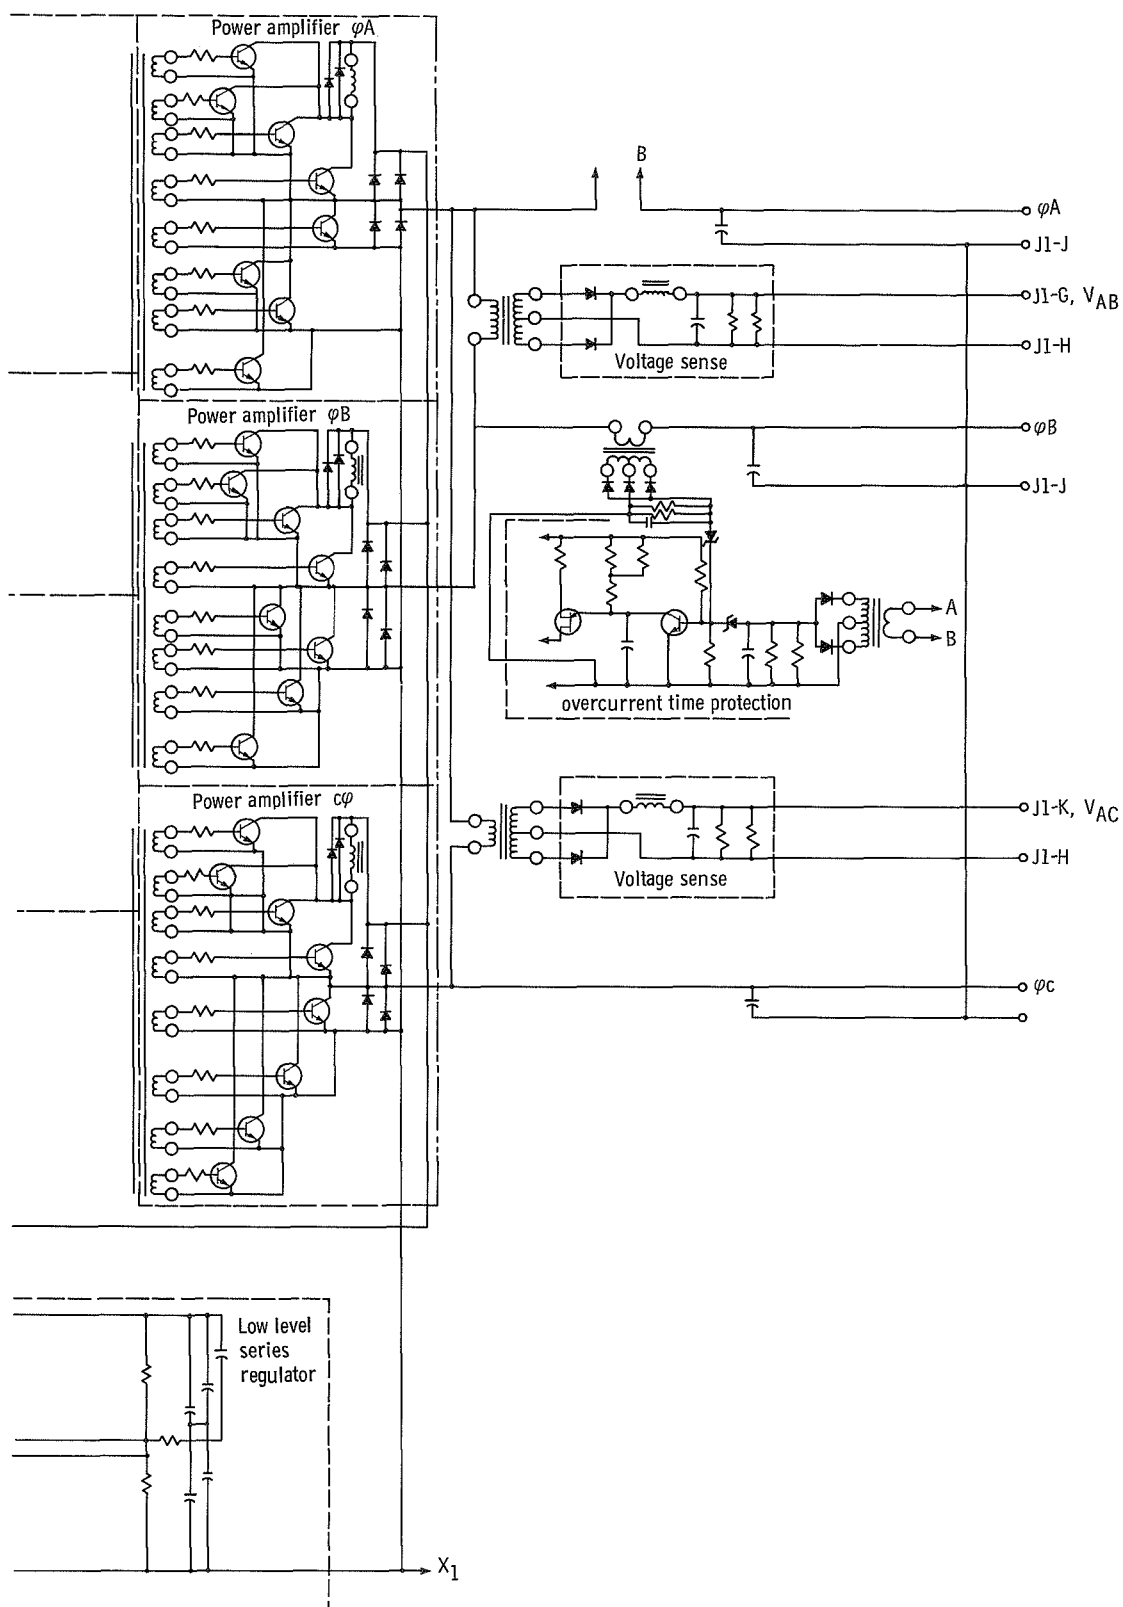 Power amplifier φA
B
φA
J1-J
J1-G, VAB
J1-H
Voltage sense
Power amplifier φB
φB
J1-J
A
B
overcurrent time protection
Power amplifier cφ
J1-K, VAC
J1-H
Voltage sense
φc
Low level
series
regulator
X1